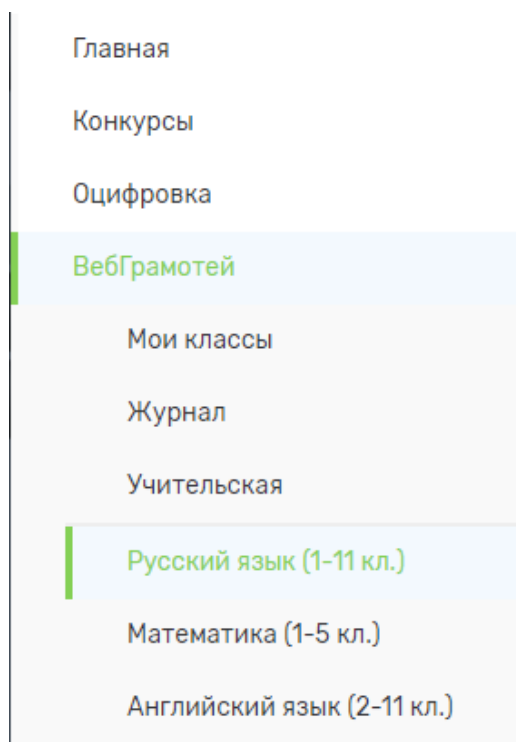 Главная
Конкурсы
Оцифровка
ВебГрамотей
Мои классы
Журнал
Учительская
Русский язык (1-11 кл.)
Математика (1-5 кл.)
Английский язык (2-11 кл.)